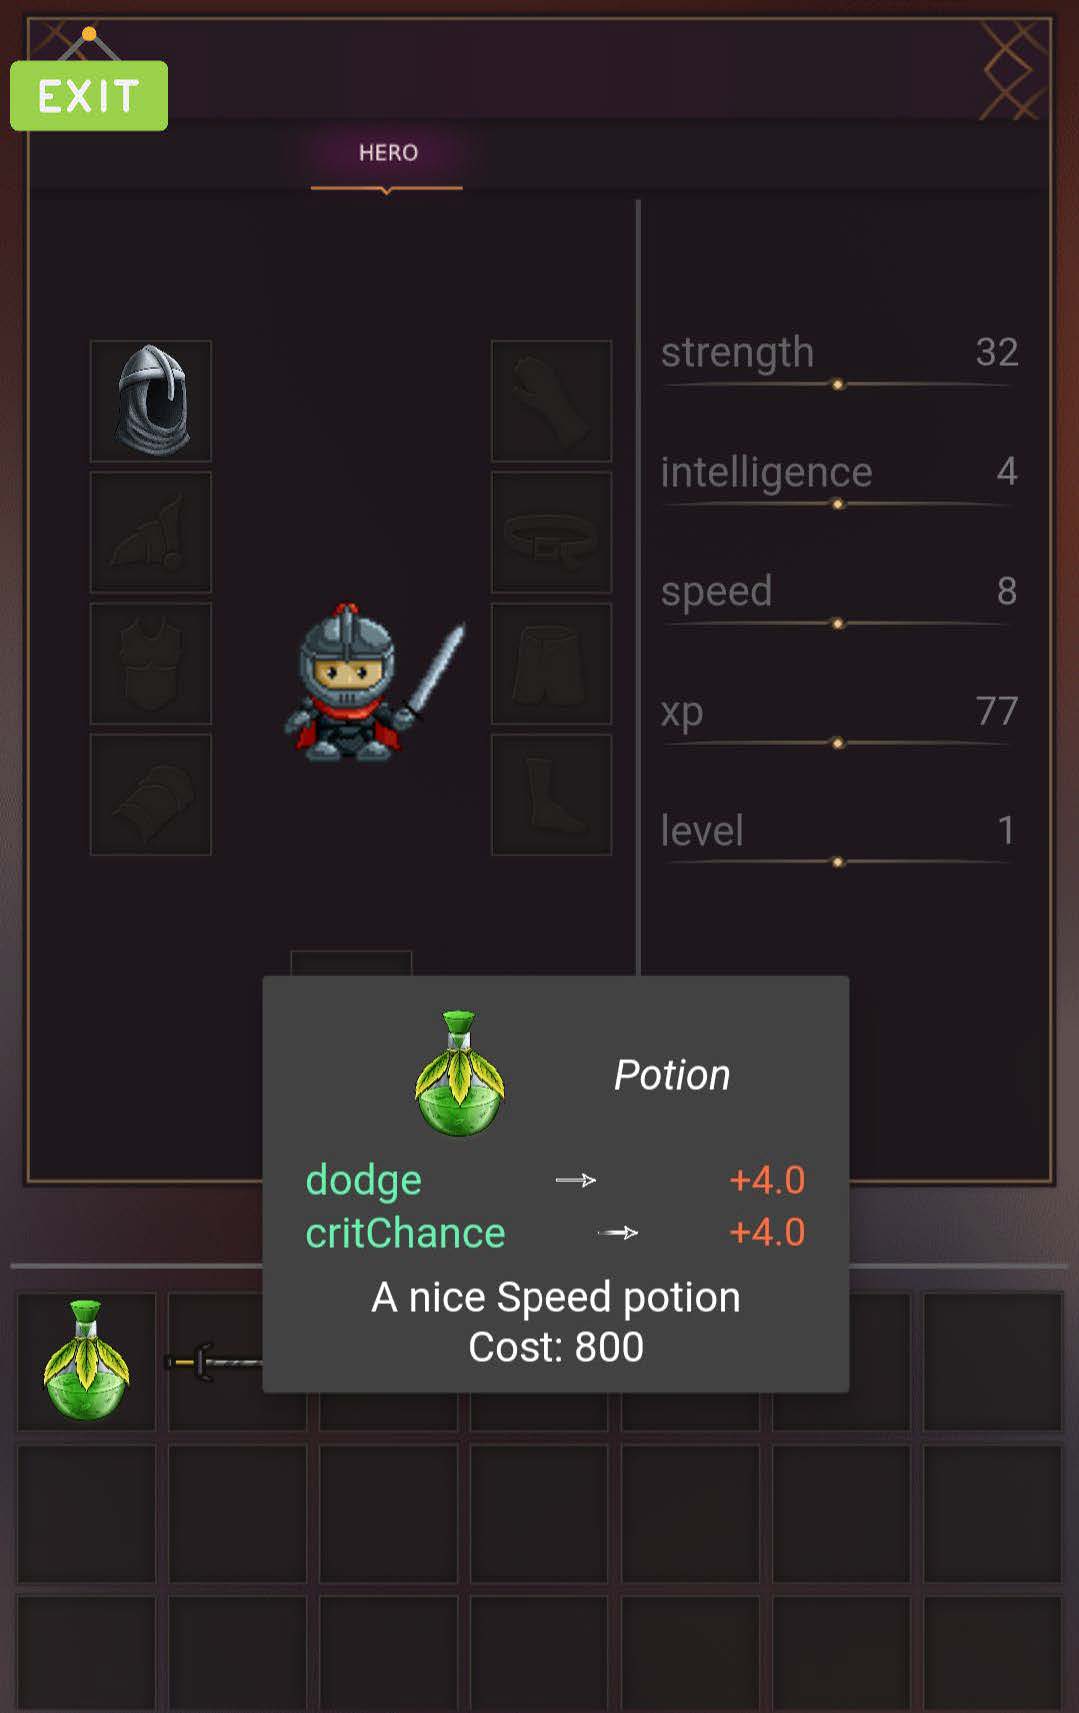 EXIT
HERO
strength 32
intelligence 4
speed 8
xp 77
level 1
Potion
dodge +4.0
critChance +4.0
A nice Speed potion
Cost: 800